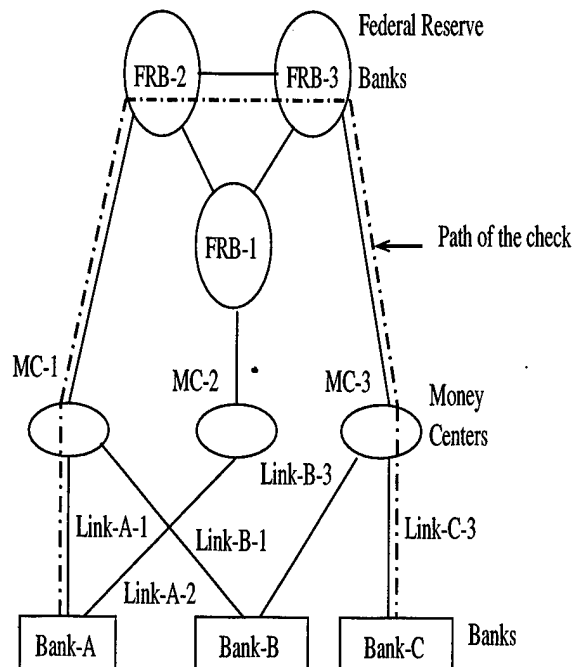 Federal Reserve
FRB-2
FRB-3
Banks
FRB-1
Path of the check
MC-1
MC-2
MC-3
Money
Centers
Link-B-3
Link-A-1
Link-B-1
Link-C-3
Link-A-2
Bank-A
Bank-B
Bank-C
Banks